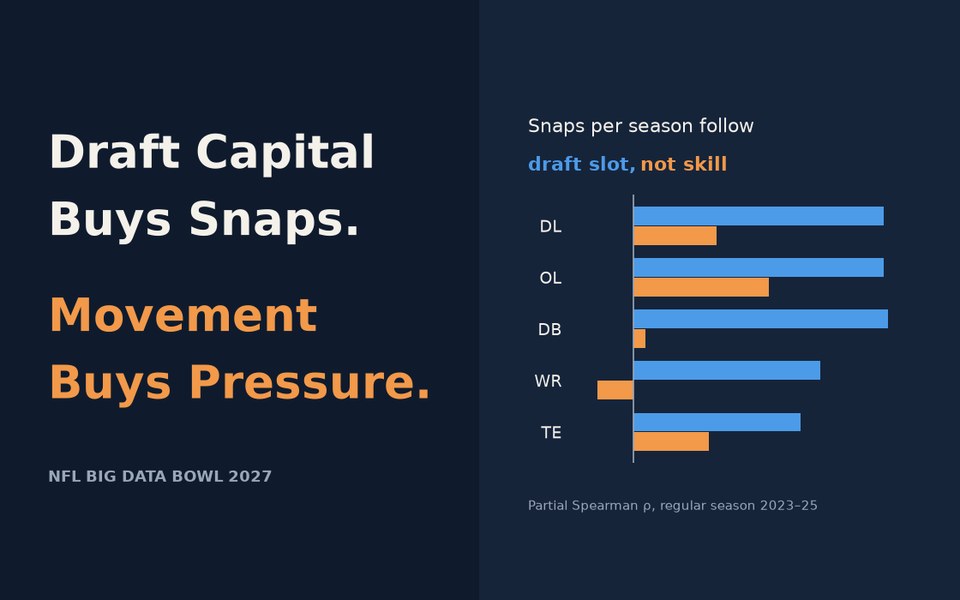 Draft Capital
Buys Snaps.
Movement
Buys Pressure.
NFL BIG DATA BOWL 2027
Snaps per season follow
draft slot, not skill
DL
OL
DB
WR
TE
Partial Spearman ρ, regular season 2023–25